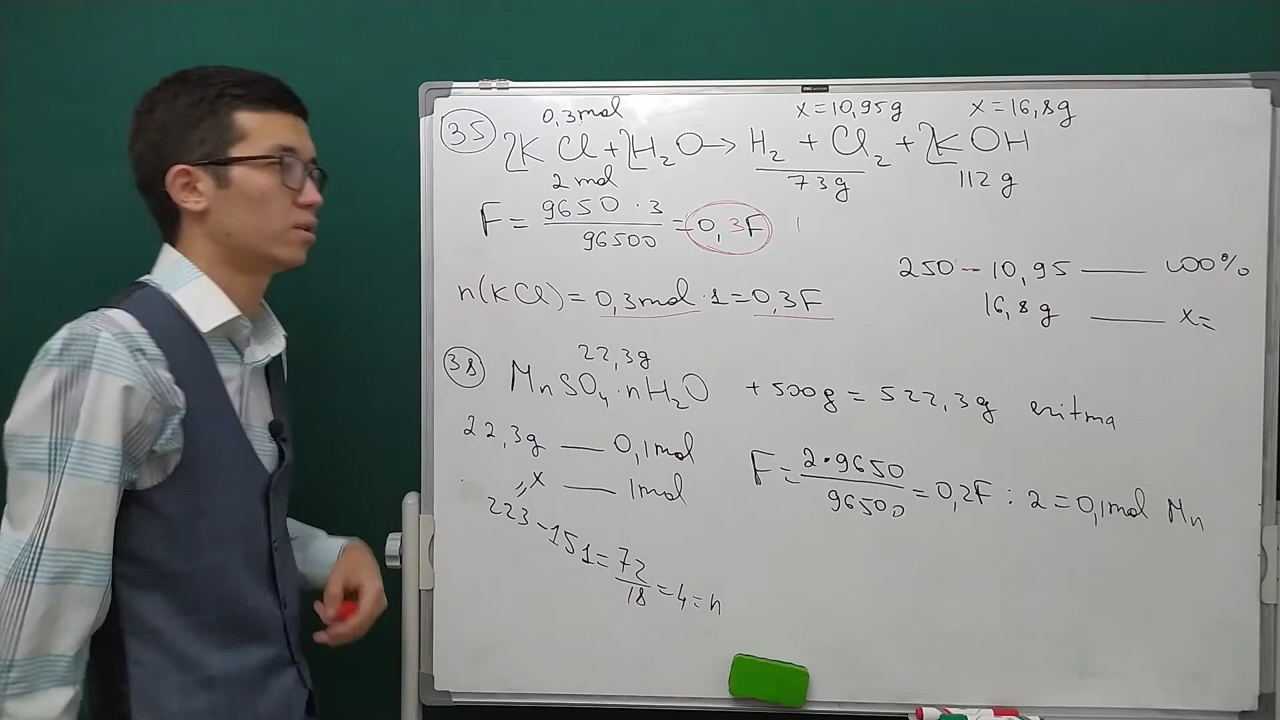 0,3mol x=10,95g x=16,8g
35 2KCl+2H2O→H2+Cl2+2KOH
2mol 73g 112g
F=9650·3/96500=0,3F
250-10,95 — 100%
16,8g — x=
n(KCl)=0,3mol·1=0,3F
22,3g
38 MnSO4·nH2O +500g=522,3g eritma
22,3g — 0,1mol
x — 1mol
F=2·9650/96500=0,2F:2=0,1mol Mn
223-151=72/18=4=n